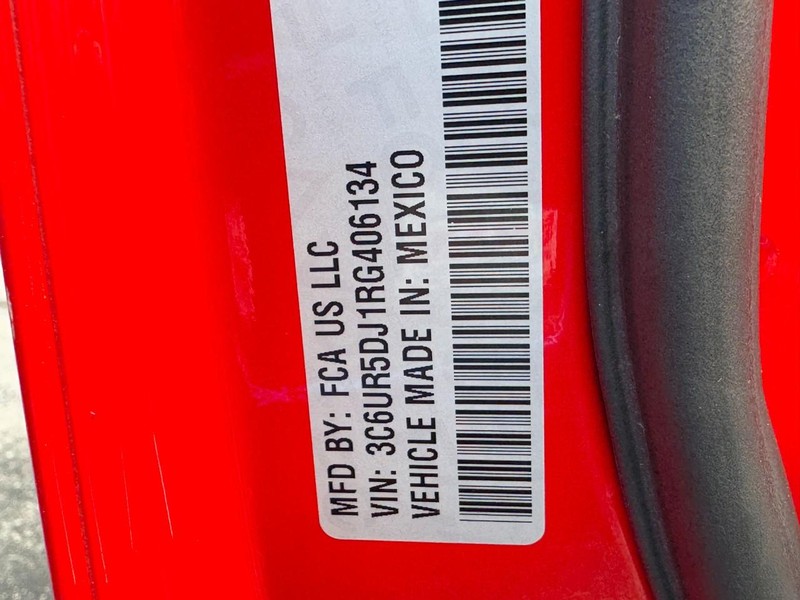 MFD BY: FCA US LLC
VIN: 3C6UR5DJ1RG406134
VEHICLE MADE IN: MEXICO